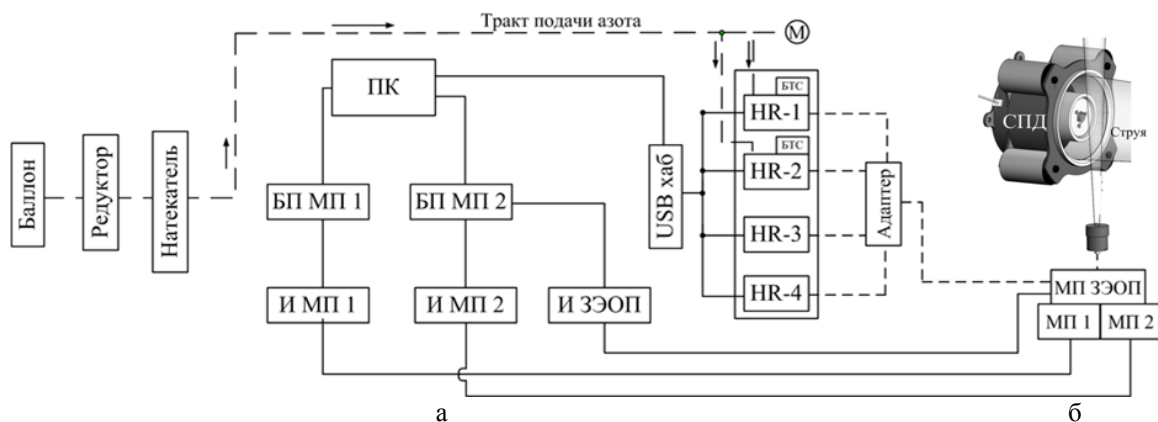 Тракт подачи азота
М
ПК
БТС
HR-1
БТС
HR-2
HR-3
HR-4
СПД
Струя
Баллон
Редуктор
Натекатель
БП МП 1
БП МП 2
USB хаб
Адаптер
И МП 1
И МП 2
И ЗЭОП
МП ЗЭОП
МП 1
МП 2
а
б